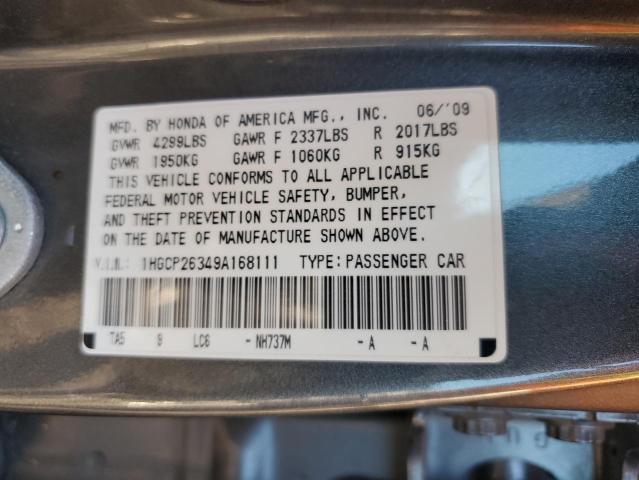 MFD. BY HONDA OF AMERICA MFG., INC. 06/'09
GVWR 4299LBS GAWR F 2337LBS R 2017LBS
GVWR 1950KG GAWR F 1060KG R 915KG
THIS VEHICLE CONFORMS TO ALL APPLICABLE
FEDERAL MOTOR VEHICLE SAFETY, BUMPER,
AND THEFT PREVENTION STANDARDS IN EFFECT
ON THE DATE OF MANUFACTURE SHOWN ABOVE.
V.I.N.: 1HGCP26349A168111 TYPE:PASSENGER CAR
TA5 9 LC6 - NH737M - A - A